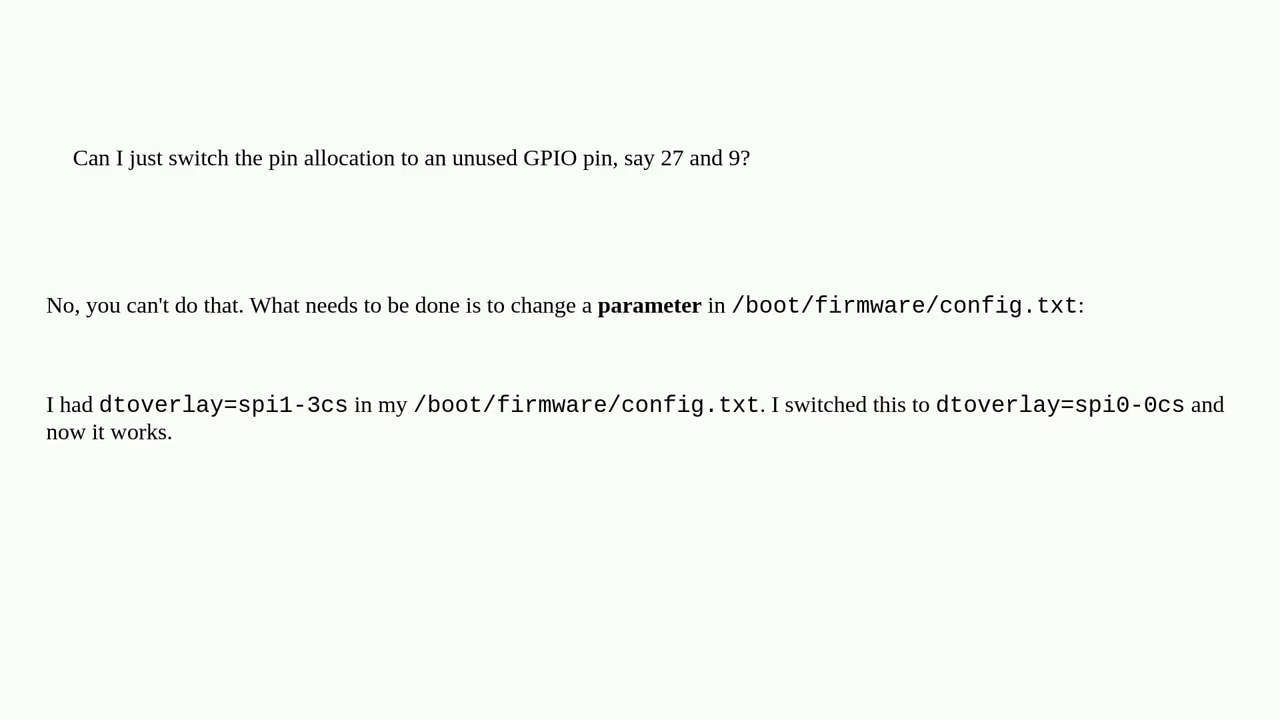 Can I just switch the pin allocation to an unused GPIO pin, say 27 and 9?
No, you can't do that. What needs to be done is to change a parameter in /boot/firmware/config.txt:
I had dtoverlay=spi1-3cs in my /boot/firmware/config.txt. I switched this to dtoverlay=spi0-0cs and
now it works.